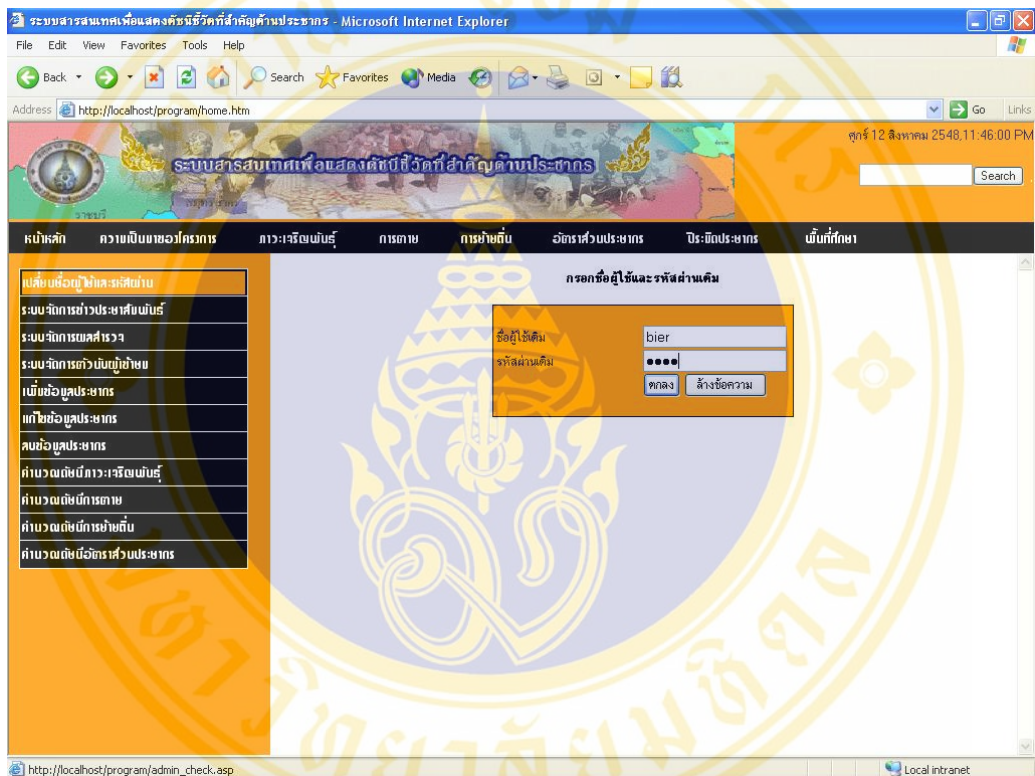 ระบบสารสนเทศเพื่อแสดงดัชนีชี้วัดที่สำคัญด้านประชากร - Microsoft Internet Explorer
File Edit View Favorites Tools Help
Back Search Favorites Media
Address http://localhost/program/home.htm Go Links
ศุกร์ 12 สิงหาคม 2548,11:46:00 PM
ระบบสารสนเทศเพื่อแสดงดัชนีชี้วัดที่สำคัญด้านประชากร
Search
ราชบุรี
หน้าหลัก ความเป็นมาของโครงการ ภาวะเจริญพันธุ์ การตาย การย้ายถิ่น อัตราส่วนประชากร ปิระมิดประชากร พื้นที่ศึกษา
เปลี่ยนชื่อผู้ใช้และรหัสผ่าน
ระบบจัดการข่าวประชาสัมพันธ์
ระบบจัดการผลสำรวจ
ระบบจัดการตัวนับผู้เข้าชม
เพิ่มข้อมูลประชากร
แก้ไขข้อมูลประชากร
ลบข้อมูลประชากร
คำนวณดัชนีภาวะเจริญพันธุ์
คำนวณดัชนีการตาย
คำนวณดัชนีการย้ายถิ่น
คำนวณดัชนีอัตราส่วนประชากร
กรอกชื่อผู้ใช้และรหัสผ่านเดิม
ชื่อผู้ใช้เดิม bier
รหัสผ่านเดิม ●●●●
ตกลง ล้างข้อความ
มหาวิทยาลัยมหิดล
http://localhost/program/admin_check.asp Local intranet